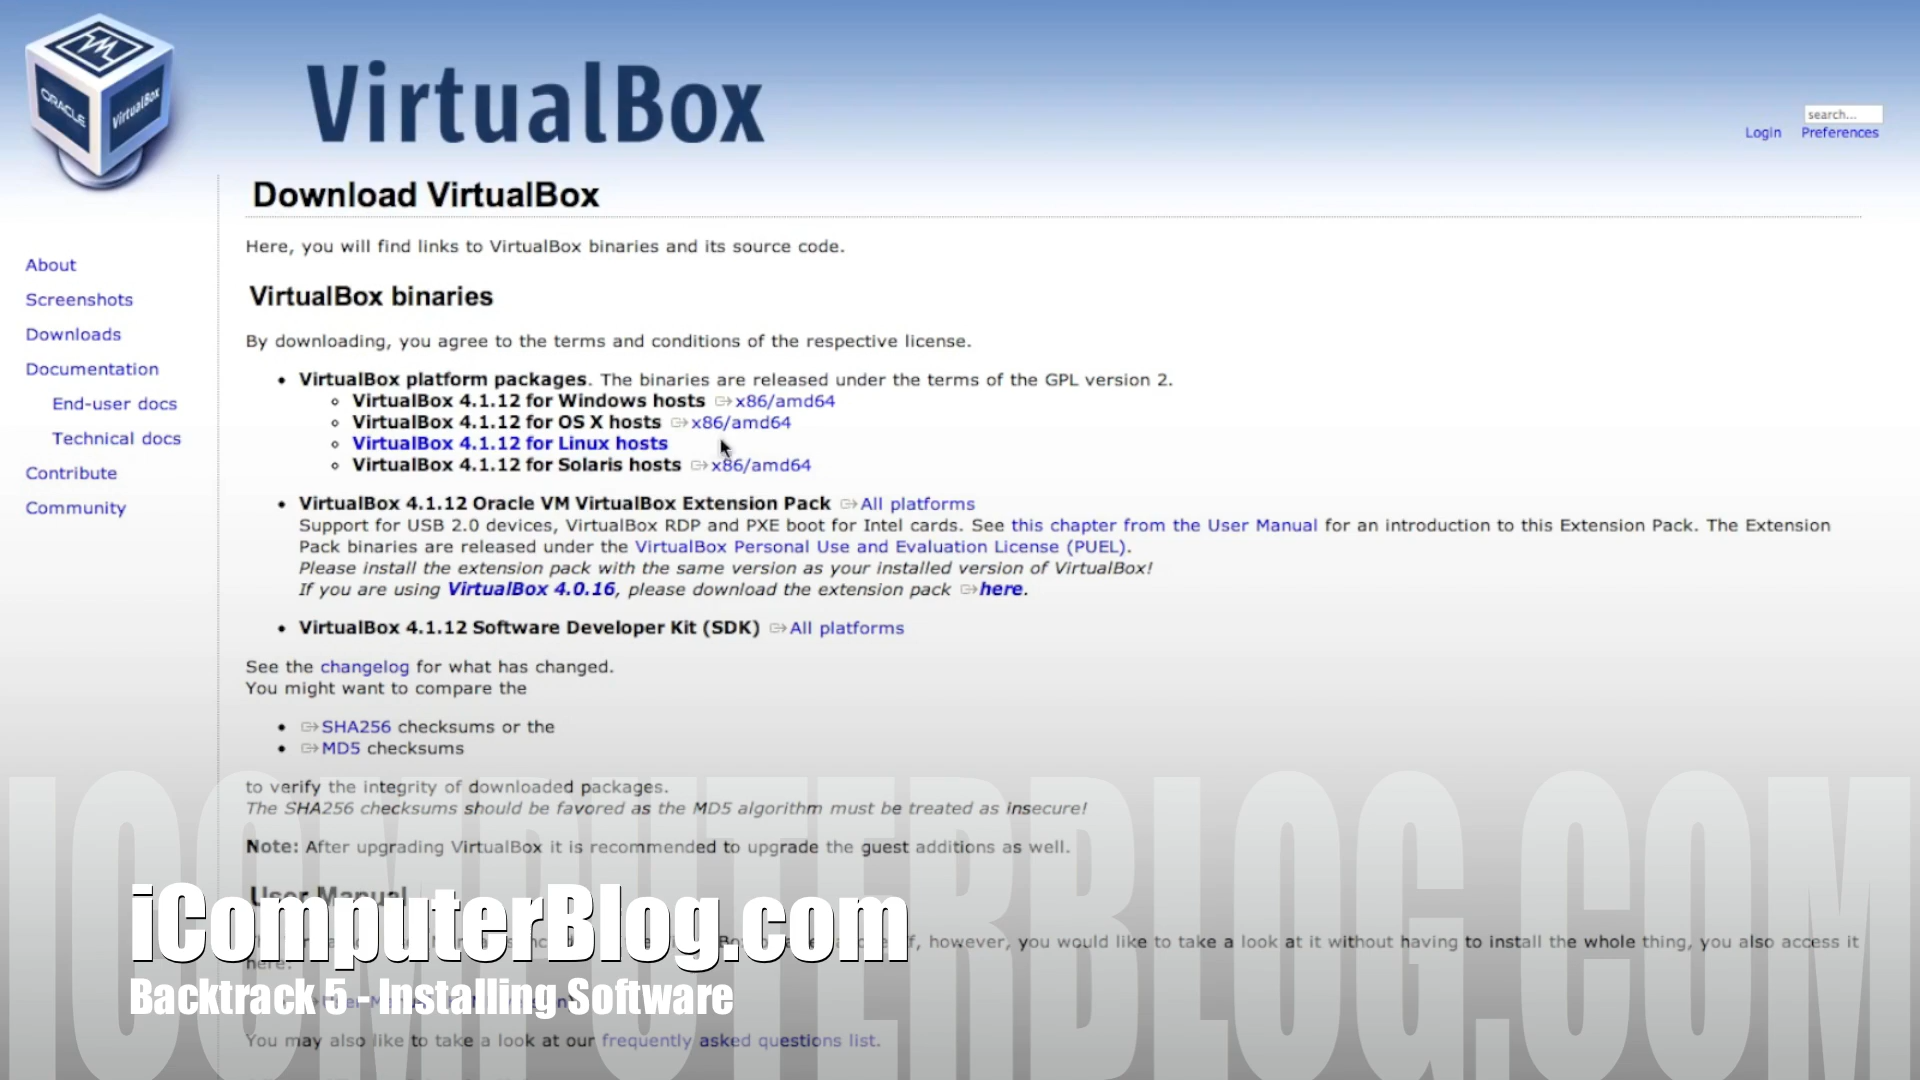 ORACLE
VirtualBox
VirtualBox
search...
Login Preferences
Download VirtualBox
Here, you will find links to VirtualBox binaries and its source code.
About
Screenshots
Downloads
Documentation
End-user docs
Technical docs
Contribute
Community
VirtualBox binaries
By downloading, you agree to the terms and conditions of the respective license.
• VirtualBox platform packages. The binaries are released under the terms of the GPL version 2.
VirtualBox 4.1.12 for Windows hosts x86/amd64
VirtualBox 4.1.12 for OS X hosts x86/amd64
VirtualBox 4.1.12 for Linux hosts
VirtualBox 4.1.12 for Solaris hosts x86/amd64
• VirtualBox 4.1.12 Oracle VM VirtualBox Extension Pack All platforms
Support for USB 2.0 devices, VirtualBox RDP and PXE boot for Intel cards. See this chapter from the User Manual for an introduction to this Extension Pack. The Extension
Pack binaries are released under the VirtualBox Personal Use and Evaluation License (PUEL).
Please install the extension pack with the same version as your installed version of VirtualBox!
If you are using VirtualBox 4.0.16, please download the extension pack here.
• VirtualBox 4.1.12 Software Developer Kit (SDK) All platforms
See the changelog for what has changed.
You might want to compare the
• SHA256 checksums or the
• MD5 checksums
to verify the integrity of downloaded packages.
The SHA256 checksums should be favored as the MD5 algorithm must be treated as insecure!
Note: After upgrading VirtualBox it is recommended to upgrade the guest additions as well.
User Manual
ICOMPUTERBLOG.COM
iComputerBlog.com
however, you would like to take a look at it without having to install the whole thing, you also access it
here:
Backtrack 5 - Installing Software
You may also like to take a look at our frequently asked questions list.